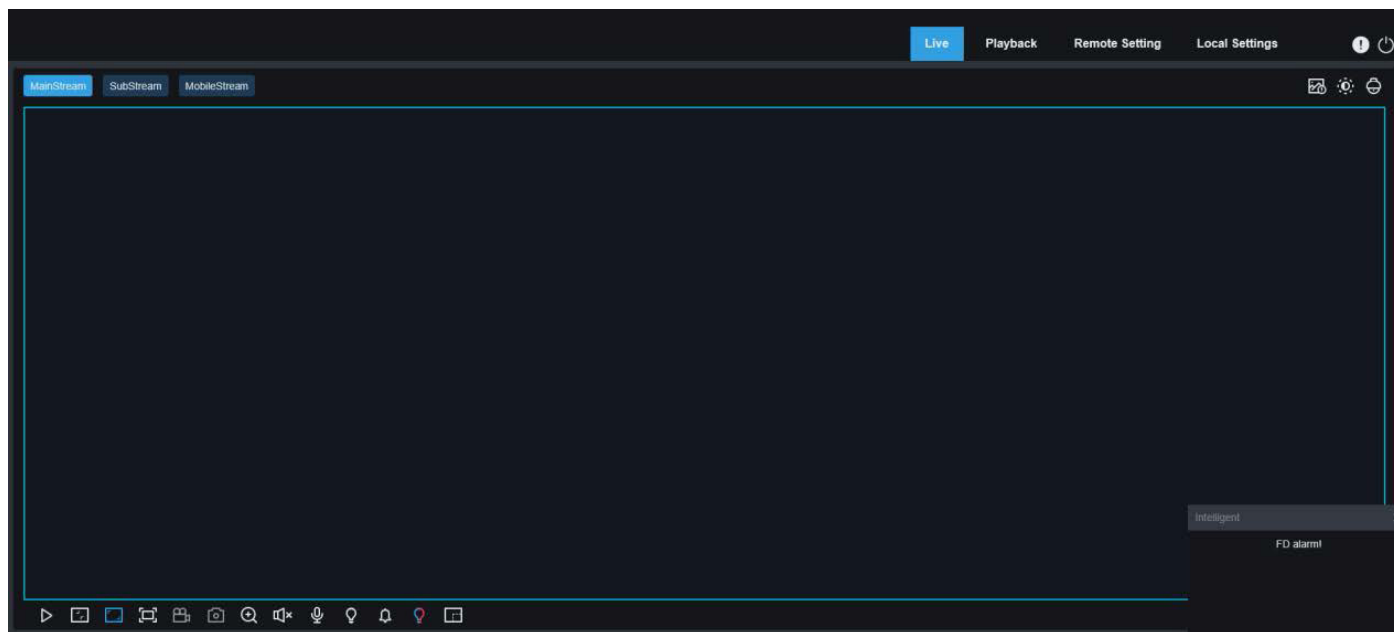 Live Playback Remote Setting Local Settings
MainStream SubStream MobileStream
Intelligent
FD alarm!